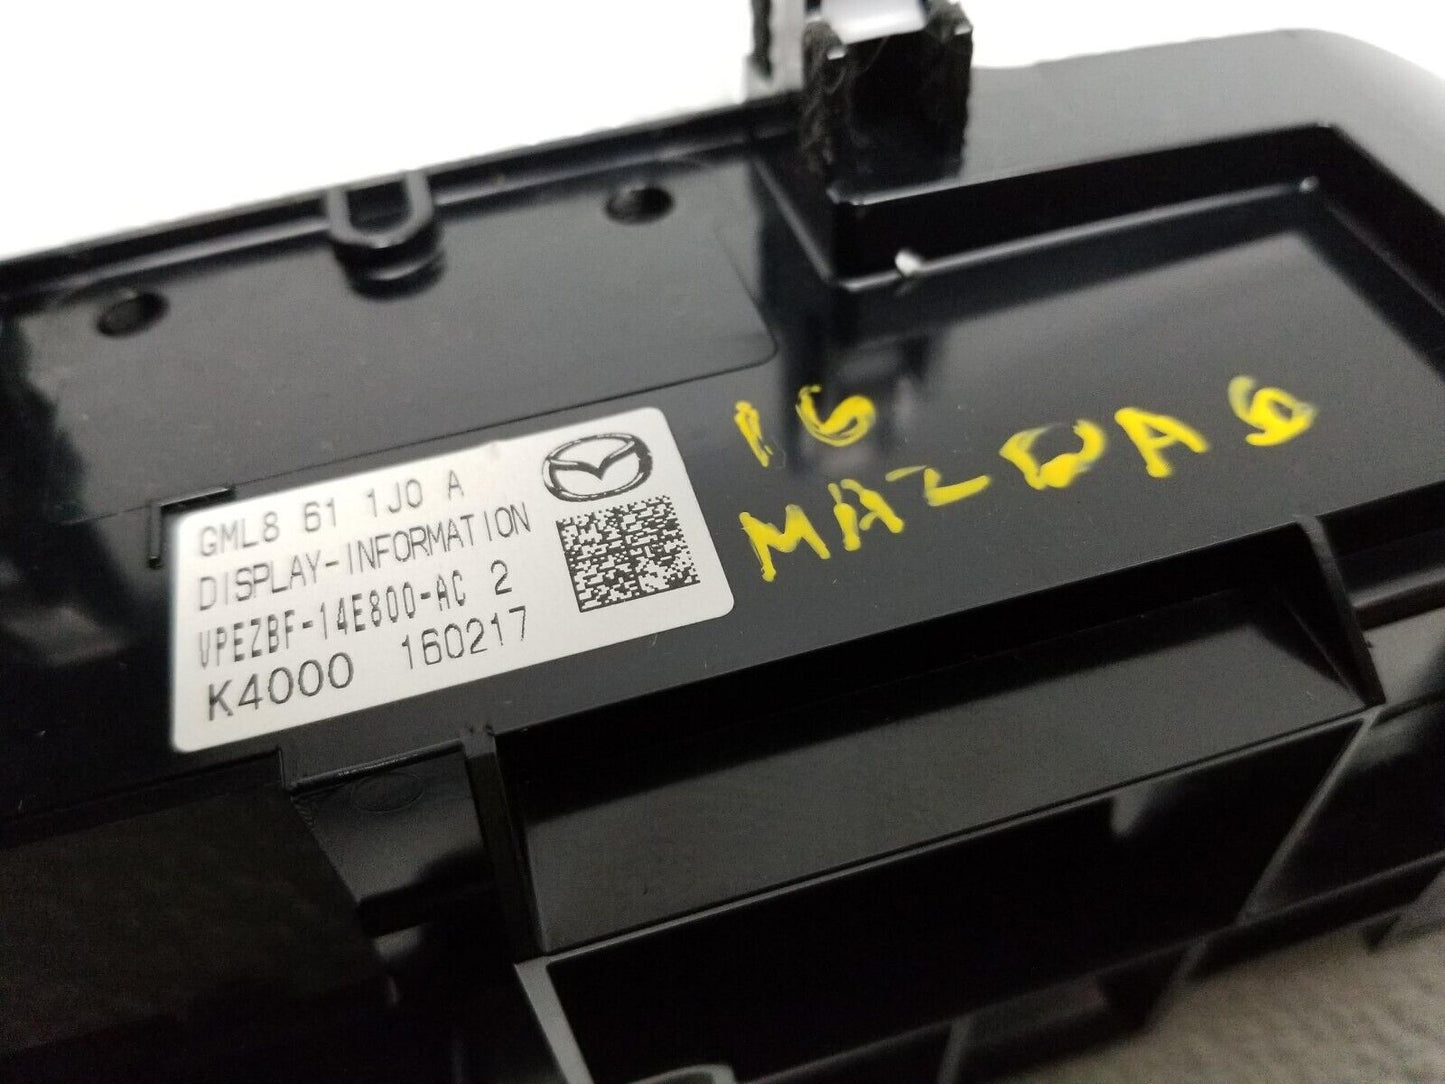 GML8 61 1J0 A
DISPLAY-INFORMATION
VPEZBF-14E800-AC 2
K4000 160217
16
MAZDA 6